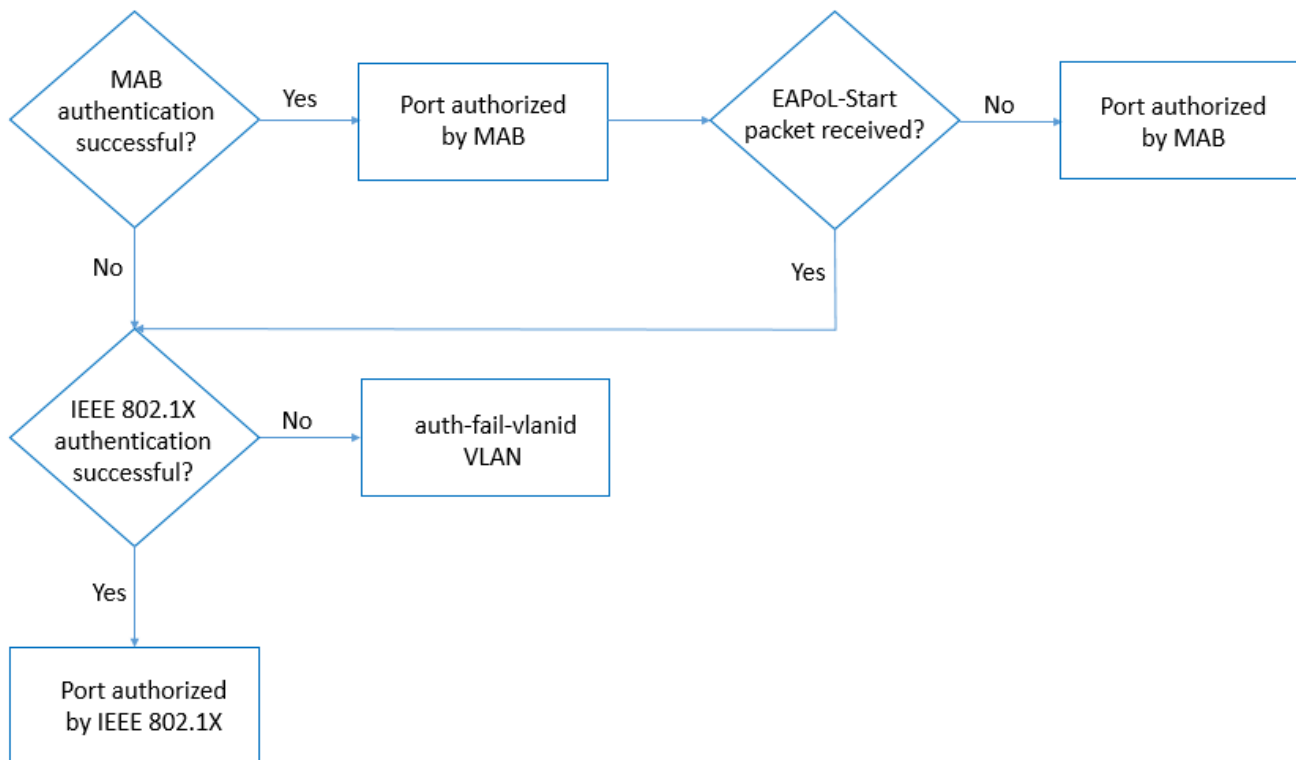 MAB
authentication
successful?
Yes
Port authorized
by MAB
EAPoL-Start
packet received?
No
Port authorized
by MAB
No
Yes
IEEE 802.1X
authentication
successful?
No
auth-fail-vlanid
VLAN
Yes
Port authorized
by IEEE 802.1X